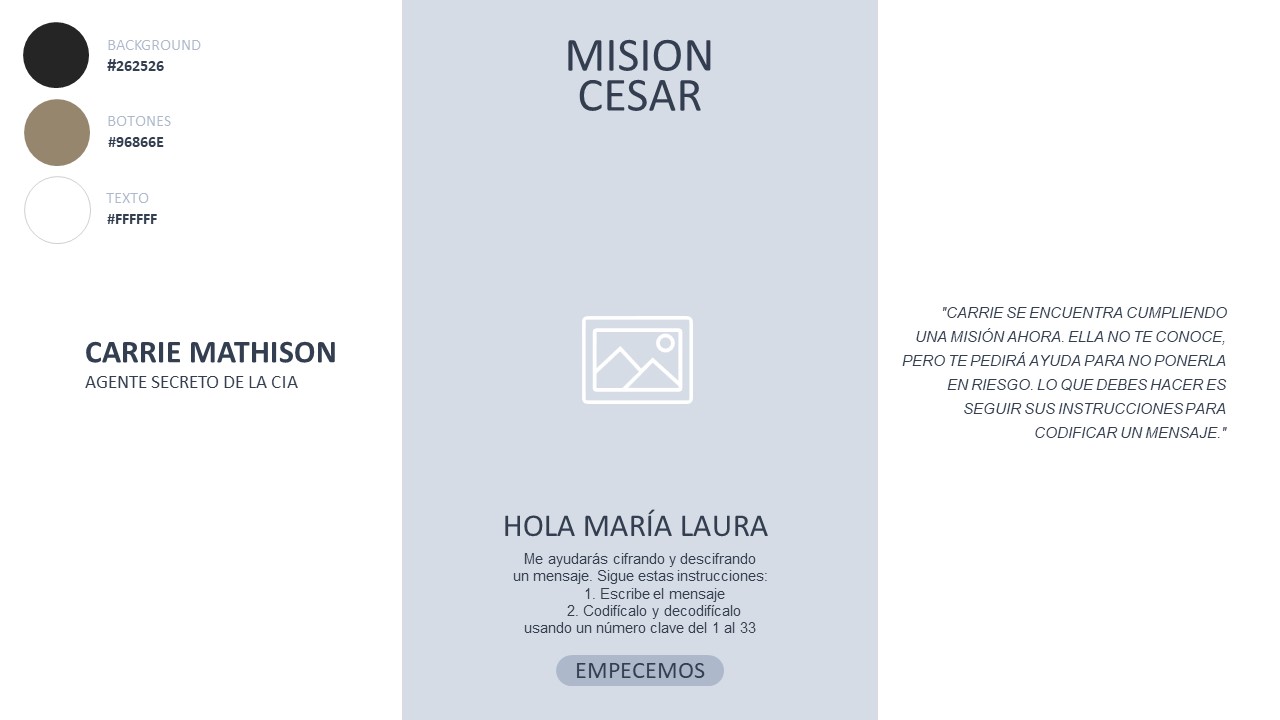 BACKGROUND
#262526
BOTONES
#96866E
TEXTO
#FFFFFF
CARRIE MATHISON
AGENTE SECRETO DE LA CIA
MISION
CESAR
HOLA MARÍA LAURA
Me ayudarás cifrando y descifrando
un mensaje. Sigue estas instrucciones:
1. Escribe el mensaje
2. Codifícalo y decodifícalo
usando un número clave del 1 al 33
EMPECEMOS
"CARRIE SE ENCUENTRA CUMPLIENDO
UNA MISIÓN AHORA. ELLA NO TE CONOCE,
PERO TE PEDIRÁ AYUDA PARA NO PONERLA
EN RIESGO. LO QUE DEBES HACER ES
SEGUIR SUS INSTRUCCIONES PARA
CODIFICAR UN MENSAJE."